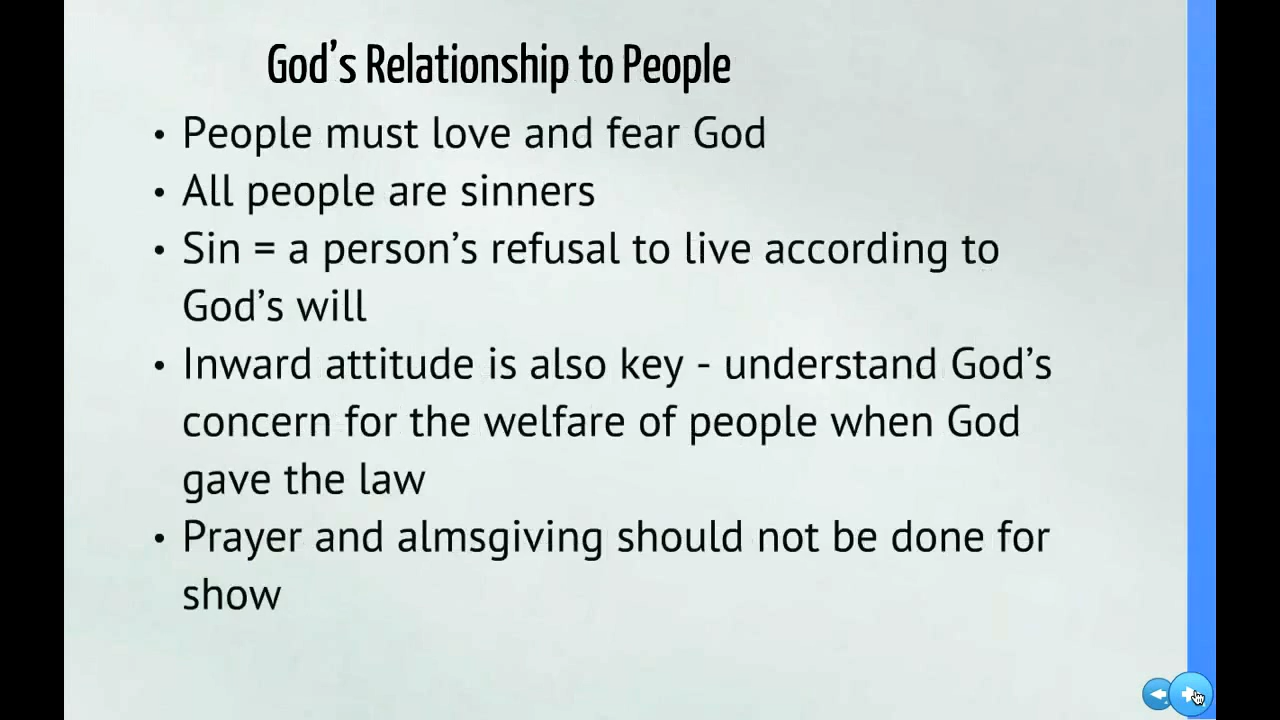 God's Relationship to People
• People must love and fear God
• All people are sinners
• Sin = a person's refusal to live according to
God's will
• Inward attitude is also key - understand God's
concern for the welfare of people when God
gave the law
• Prayer and almsgiving should not be done for
show